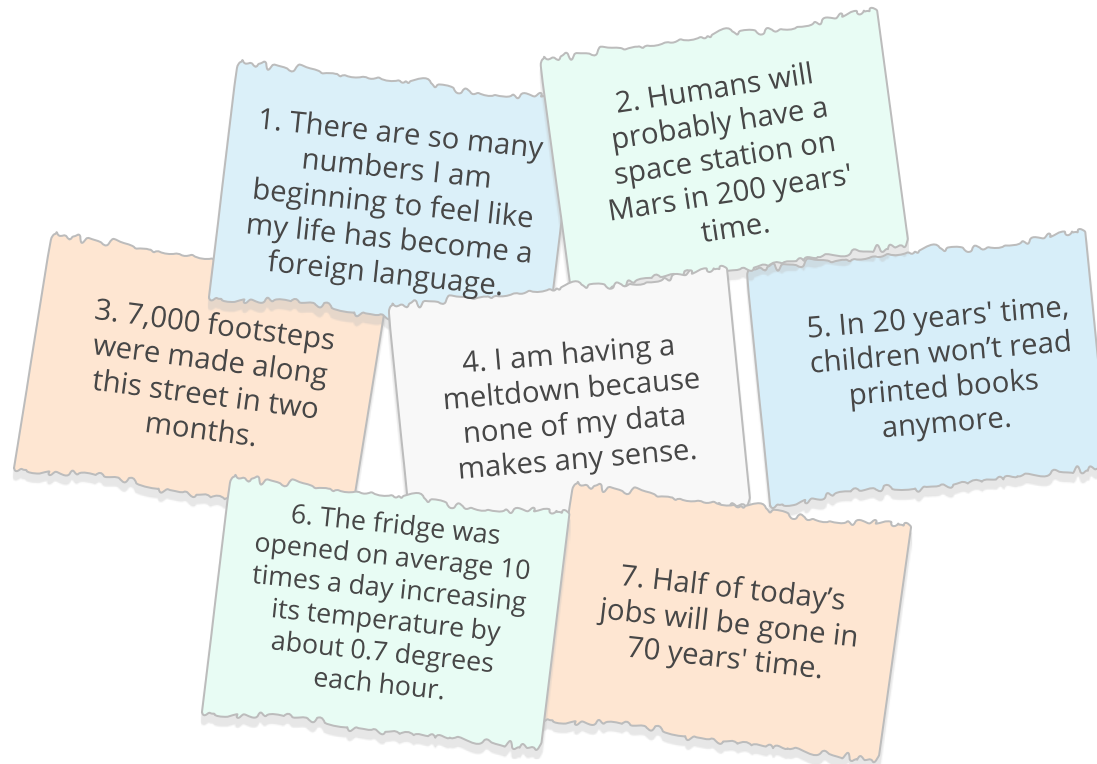 1. There are so many
numbers I am
beginning to feel like
my life has become a
foreign language.
2. Humans will
probably have a
space station on
Mars in 200 years'
time.
3. 7,000 footsteps
were made along
this street in two
months.
4. I am having a
meltdown because
none of my data
makes any sense.
5. In 20 years' time,
children won’t read
printed books
anymore.
6. The fridge was
opened on average 10
times a day increasing
its temperature by
about 0.7 degrees
each hour.
7. Half of today’s
jobs will be gone in
70 years' time.